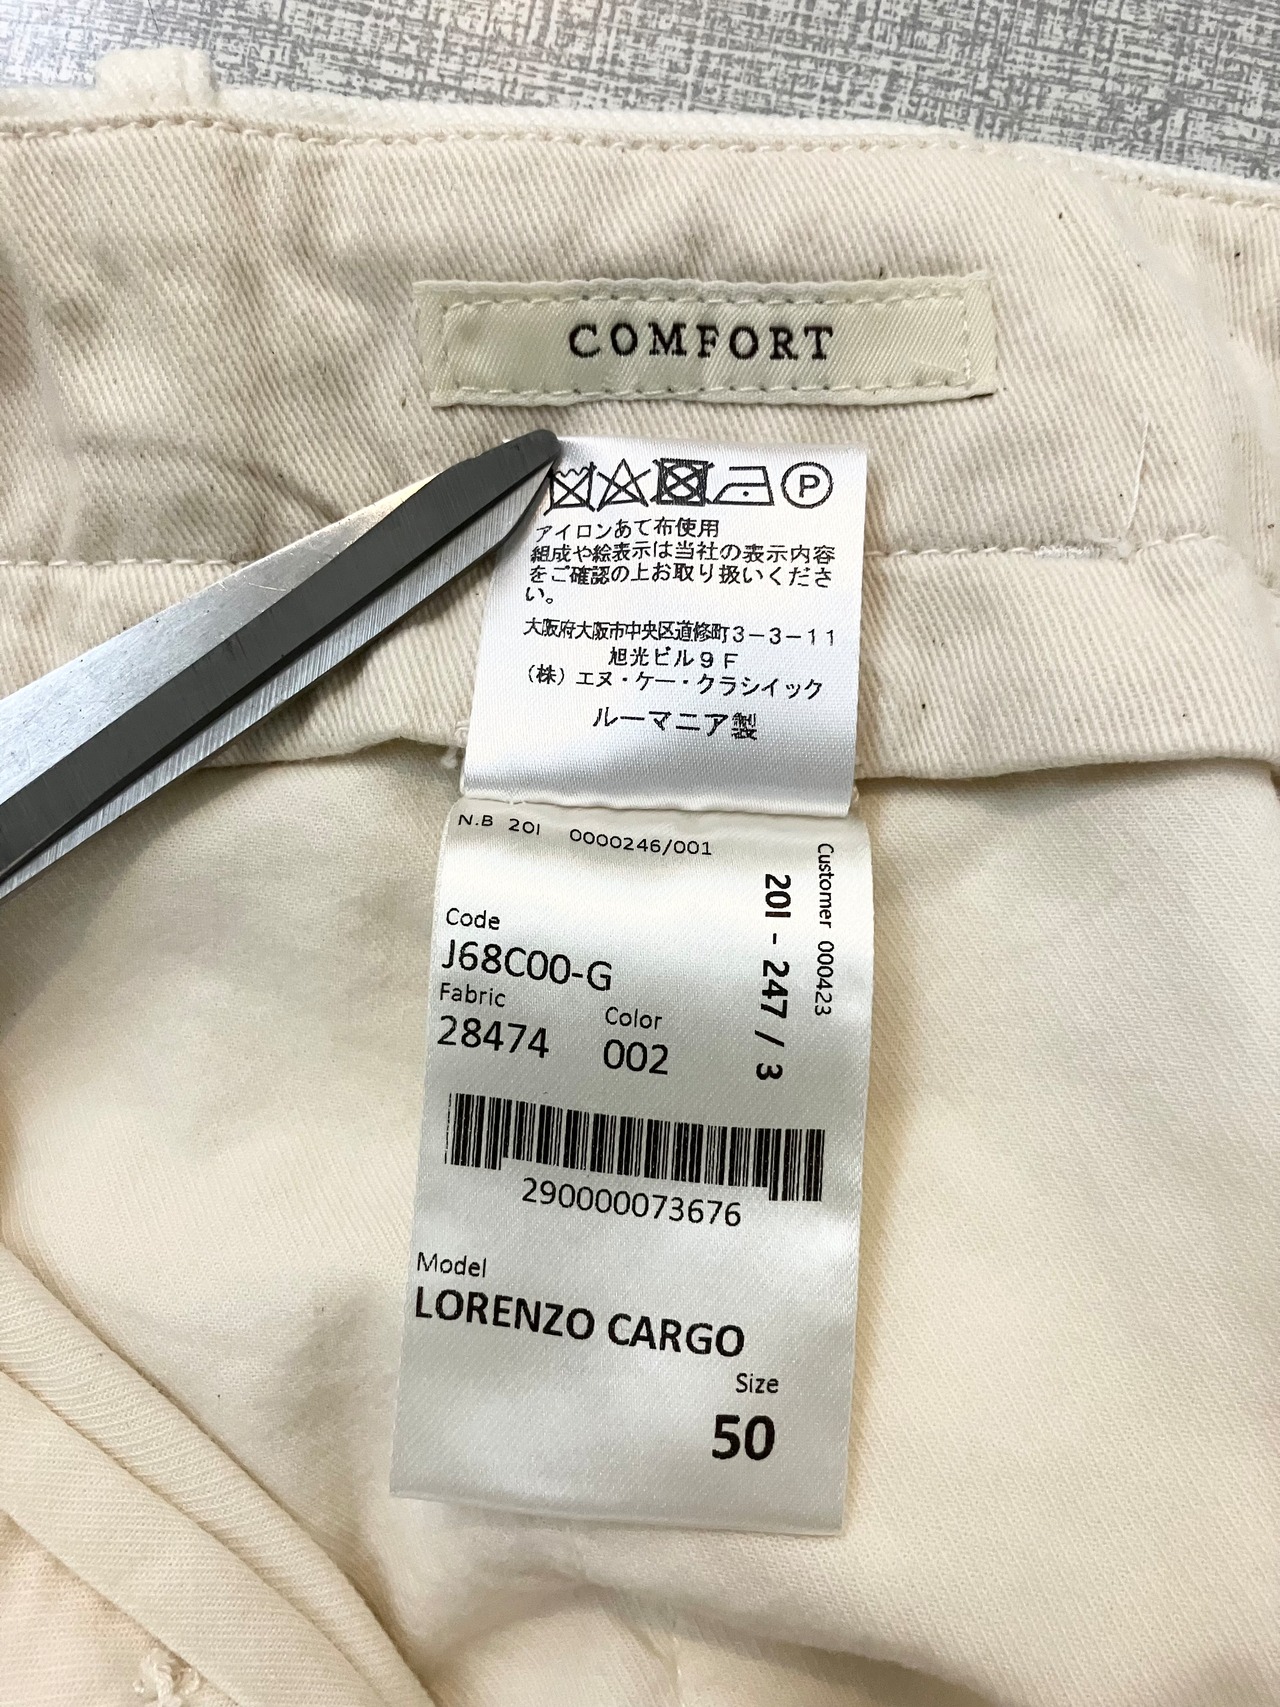 COMFORT
P
アイロンあて布使用
組成や絵表示は当社の表示内容
をご確認の上お取り扱いくださ
い。
大阪府大阪市中央区道修町3-3-11
旭光ビル9F
(株)エヌ・ケー・クラシイック
ルーマニア製
N.B 20I 0000246/001
Customer 000423
20I - 247 / 3
Code
J68C00-G
Fabric
Color
28474
002
290000073676
Model
LORENZO CARGO
Size
50